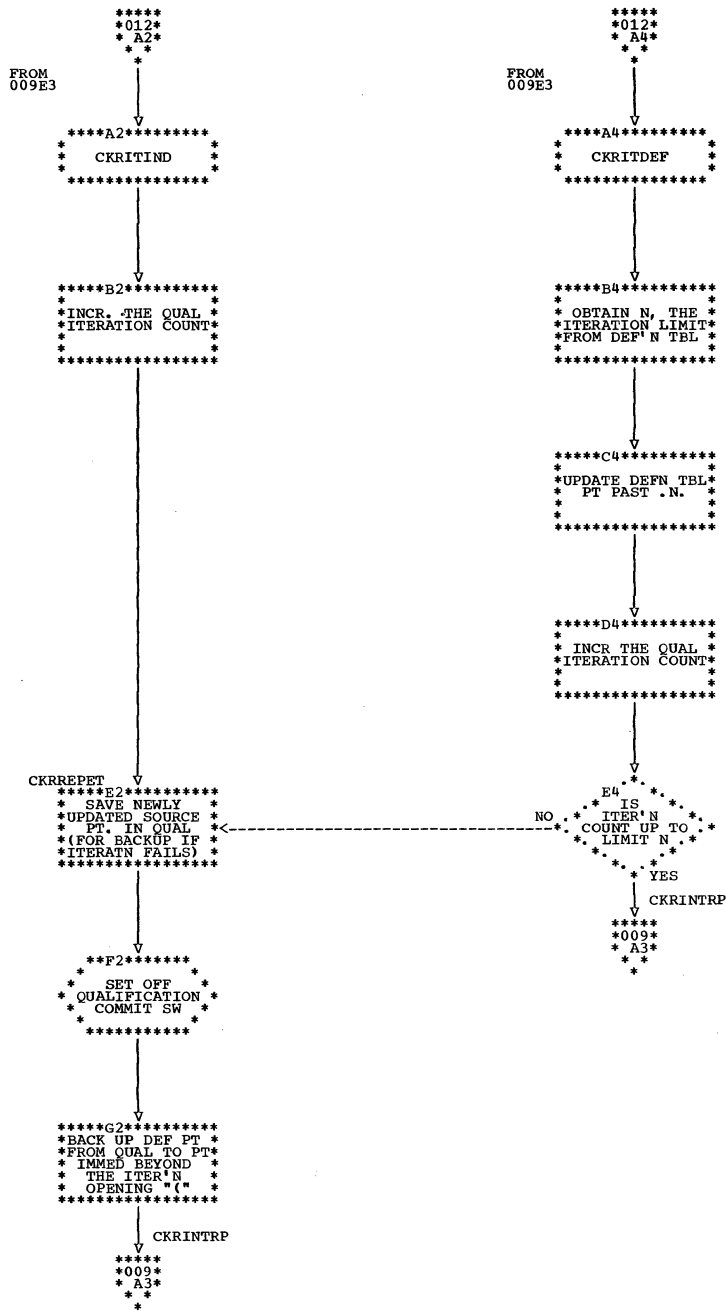 *****
*012*
* A2*
* *
*
FROM
009E3
****A2*********
* *
* CKRITIND *
* *
***************
*****B2**********
* *
*INCR. THE QUAL *
*ITERATION COUNT*
* *
* *
*****************
CKRREPET
*****E2**********
* SAVE NEWLY *
*UPDATED SOURCE *
* PT. IN QUAL *
*(FOR BACKUP IF *
*ITERATN FAILS) *
*****************
**F2*******
* *
* SET OFF *
* QUALIFICATION *
* COMMIT SW *
* *
***********
*****G2**********
*BACK UP DEF PT *
*FROM QUAL TO PT*
* IMMED BEYOND *
* THE ITER'N *
* OPENING "(" *
*****************
CKRINTRP
*****
*009*
* A3*
* *
*
*****
*012*
* A4*
* *
*
FROM
009E3
****A4*********
* *
* CKRITDEF *
* *
***************
*****B4**********
* *
* OBTAIN N, THE *
*ITERATION LIMIT*
*FROM DEF'N TBL *
* *
*****************
*****C4**********
* *
*UPDATE DEFN TBL*
* PT PAST .N. *
* *
* *
*****************
*****D4**********
* *
* INCR THE QUAL *
*ITERATION COUNT*
* *
* *
*****************
E4
IS
ITER'N
COUNT UP TO
LIMIT N
NO
YES
CKRINTRP
*****
*009*
* A3*
* *
*